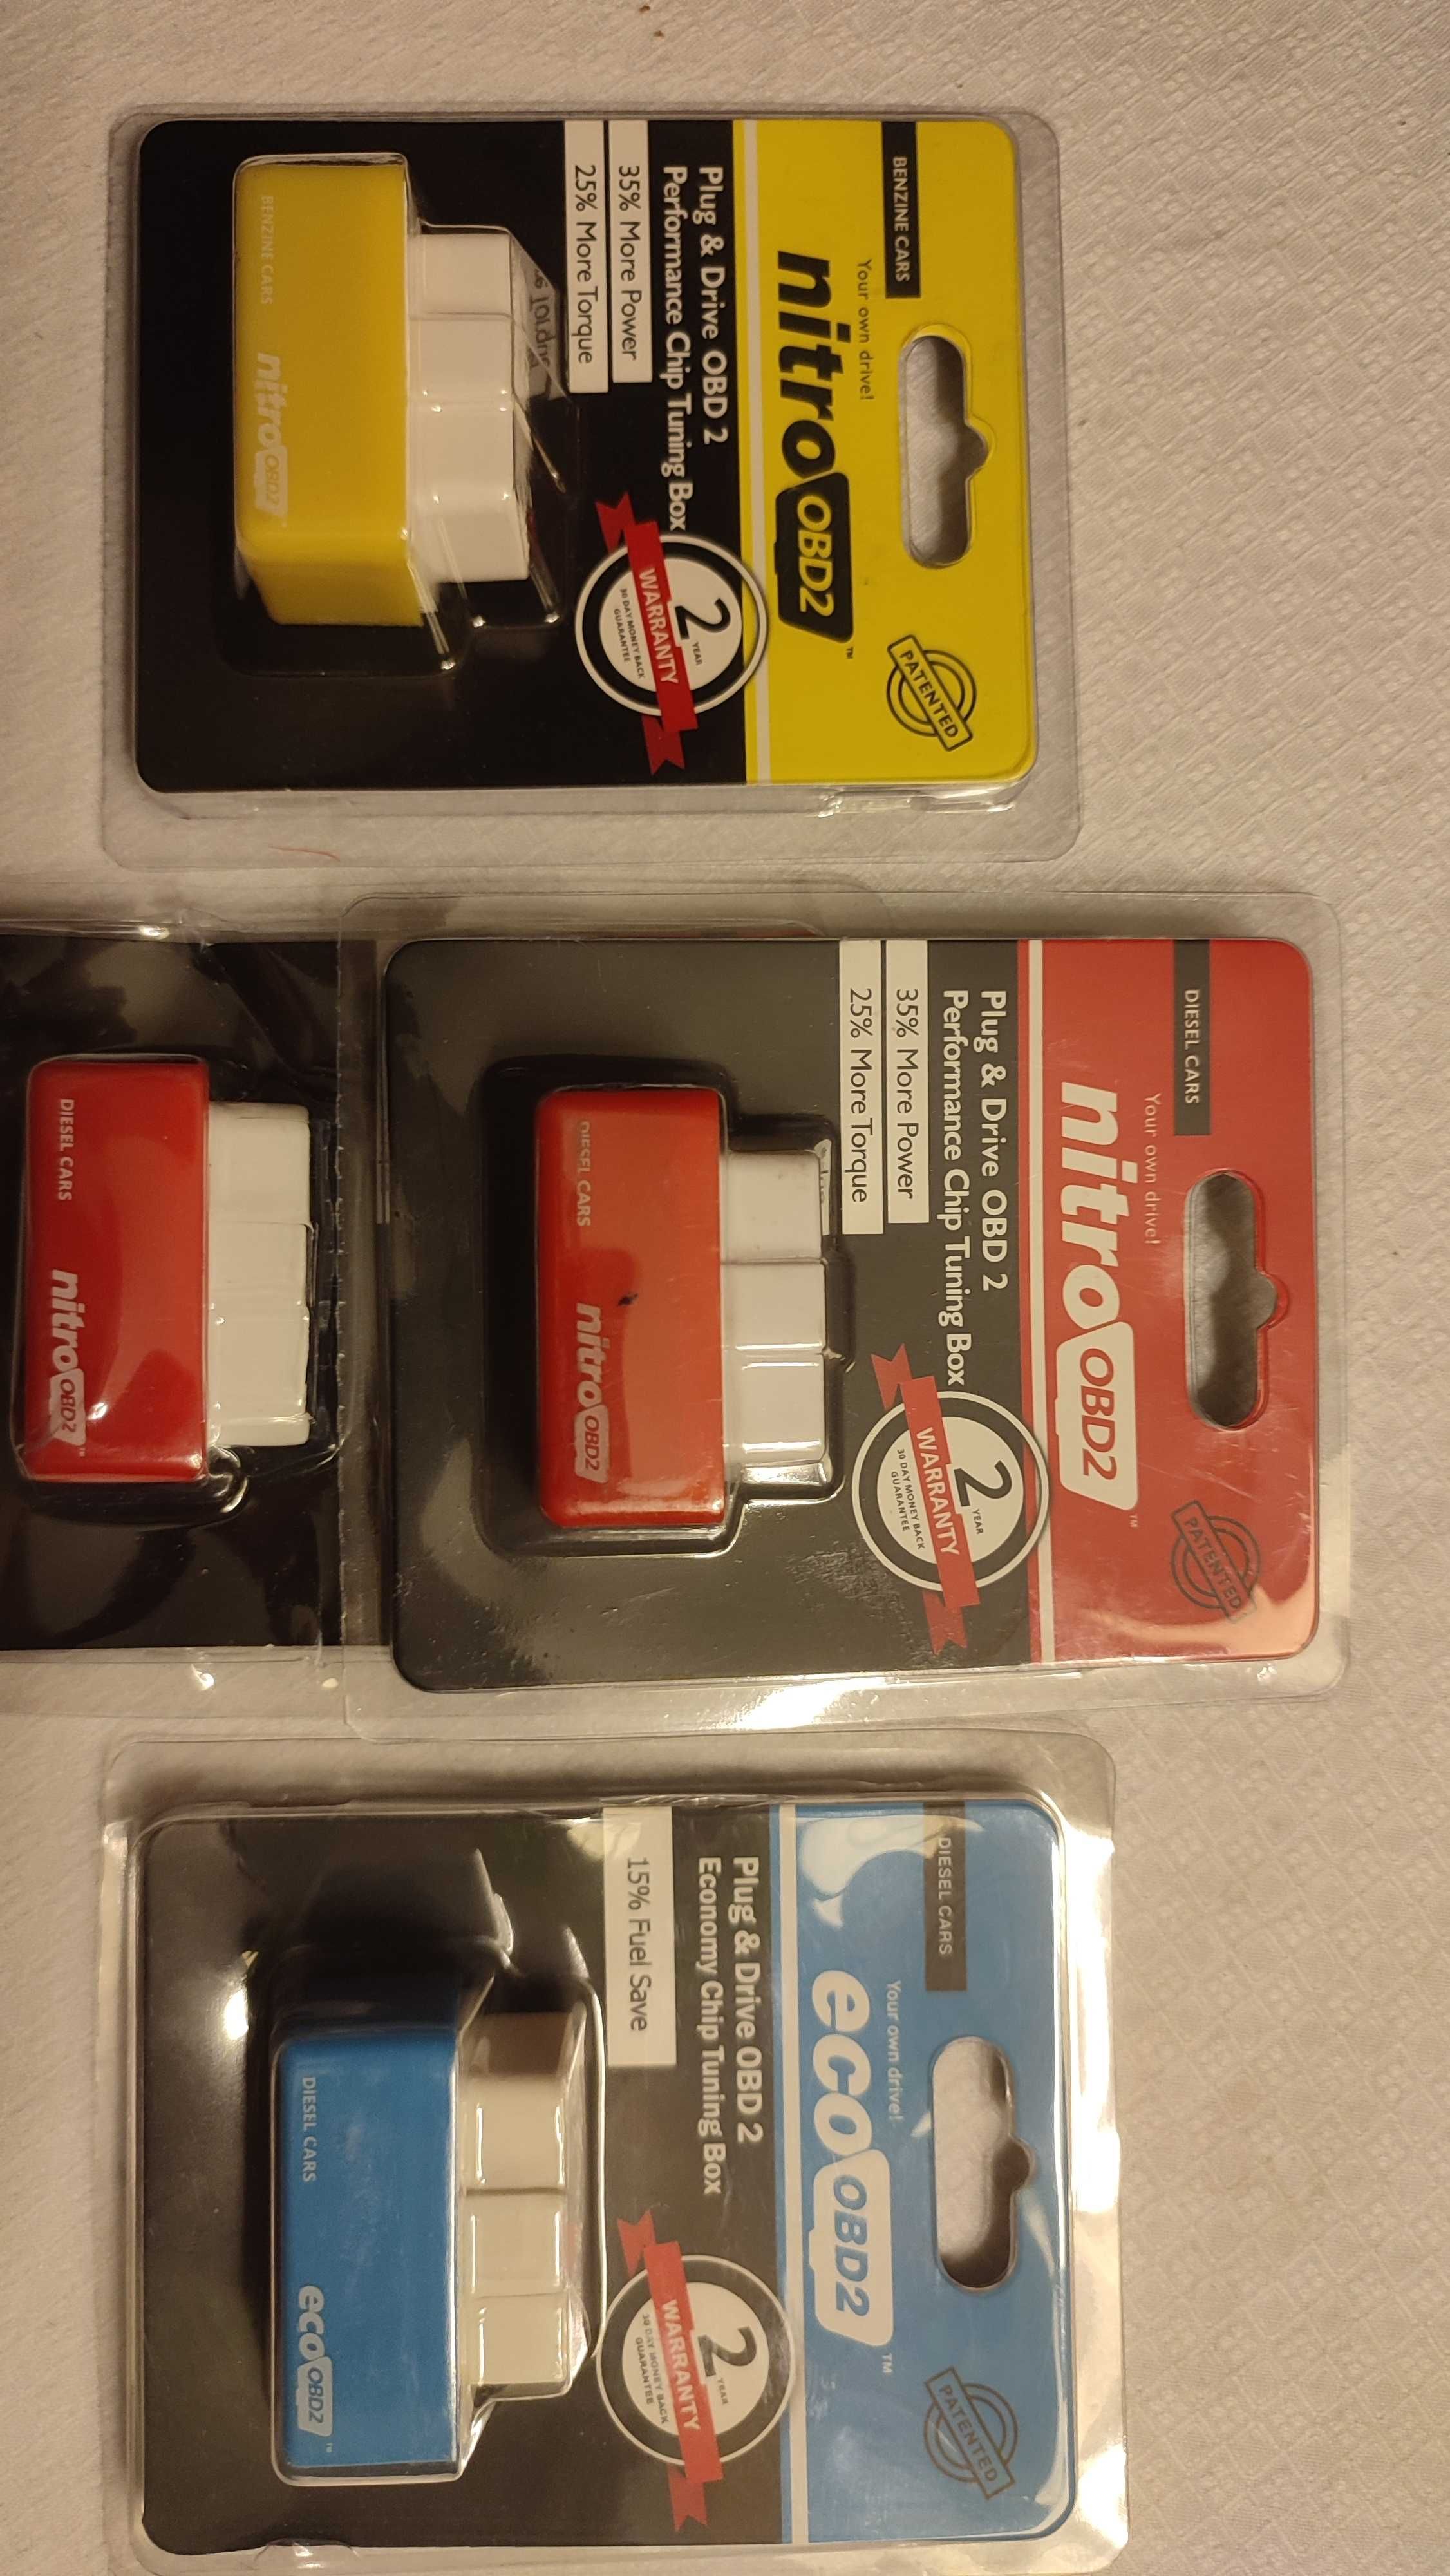 BENZINE CARS
Your own drive!
nitro OBD2 ™
PATENTED
Plug & Drive OBD 2
Performance Chip Tuning Box
35% More Power
25% More Torque
2 YEAR
WARRANTY
30 DAY MONEY BACK
GUARANTEE
BENZINE CARS
nitro OBD2
DIESEL CARS
Your own drive!
nitro OBD2 ™
PATENTED
Plug & Drive OBD 2
Performance Chip Tuning Box
35% More Power
25% More Torque
2 YEAR
WARRANTY
30 DAY MONEY BACK
GUARANTEE
DIESEL CARS
nitro OBD2
DIESEL CARS
nitro OBD2 ™
DIESEL CARS
Your own drive!
eco OBD2 ™
PATENTED
Plug & Drive OBD 2
Economy Chip Tuning Box
15% Fuel Save
2 YEAR
WARRANTY
30 DAY MONEY BACK
GUARANTEE
DIESEL CARS
eco OBD2 ™